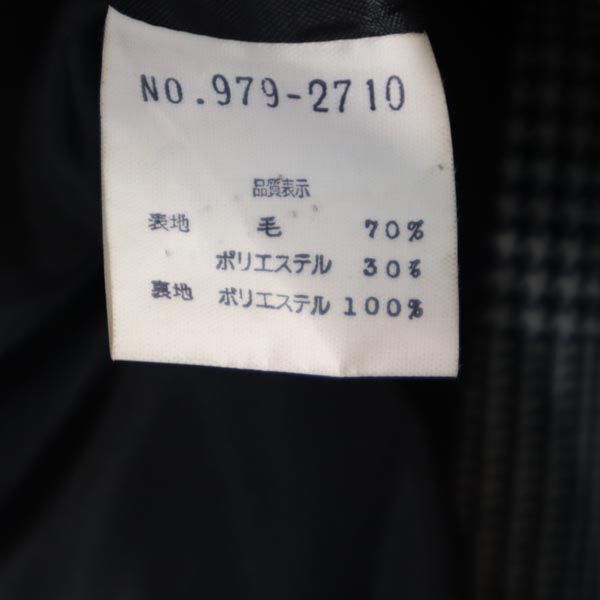 NO.979-2710
品質表示
表地 毛 70%
ポリエステル 30%
裏地 ポリエステル 100%